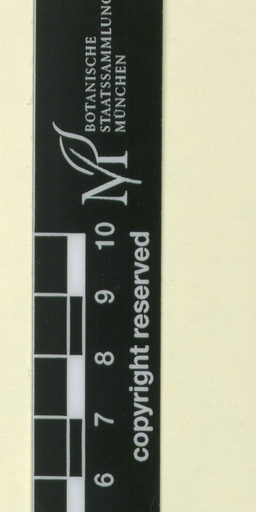 BOTANISCHE
STAATSSAMMLUNG
MÜNCHEN
M
10
9
8
7
6
copyright reserved